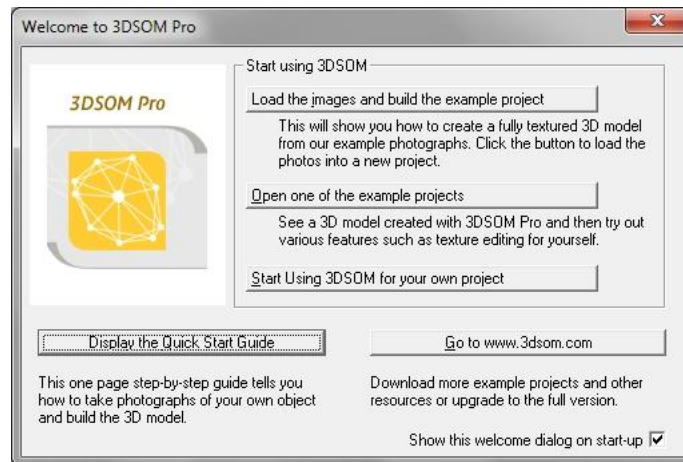 Welcome to 3DSOM Pro
3DSOM Pro
Start using 3DSOM
Load the images and build the example project
This will show you how to create a fully textured 3D model
from our example photographs. Click the button to load the
photos into a new project.
Open one of the example projects
See a 3D model created with 3DSOM Pro and then try out
various features such as texture editing for yourself.
Start Using 3DSOM for your own project
Display the Quick Start Guide
This one page step-by-step guide tells you
how to take photographs of your own object
and build the 3D model.
Go to www.3dsom.com
Download more example projects and other
resources or upgrade to the full version.
Show this welcome dialog on start-up